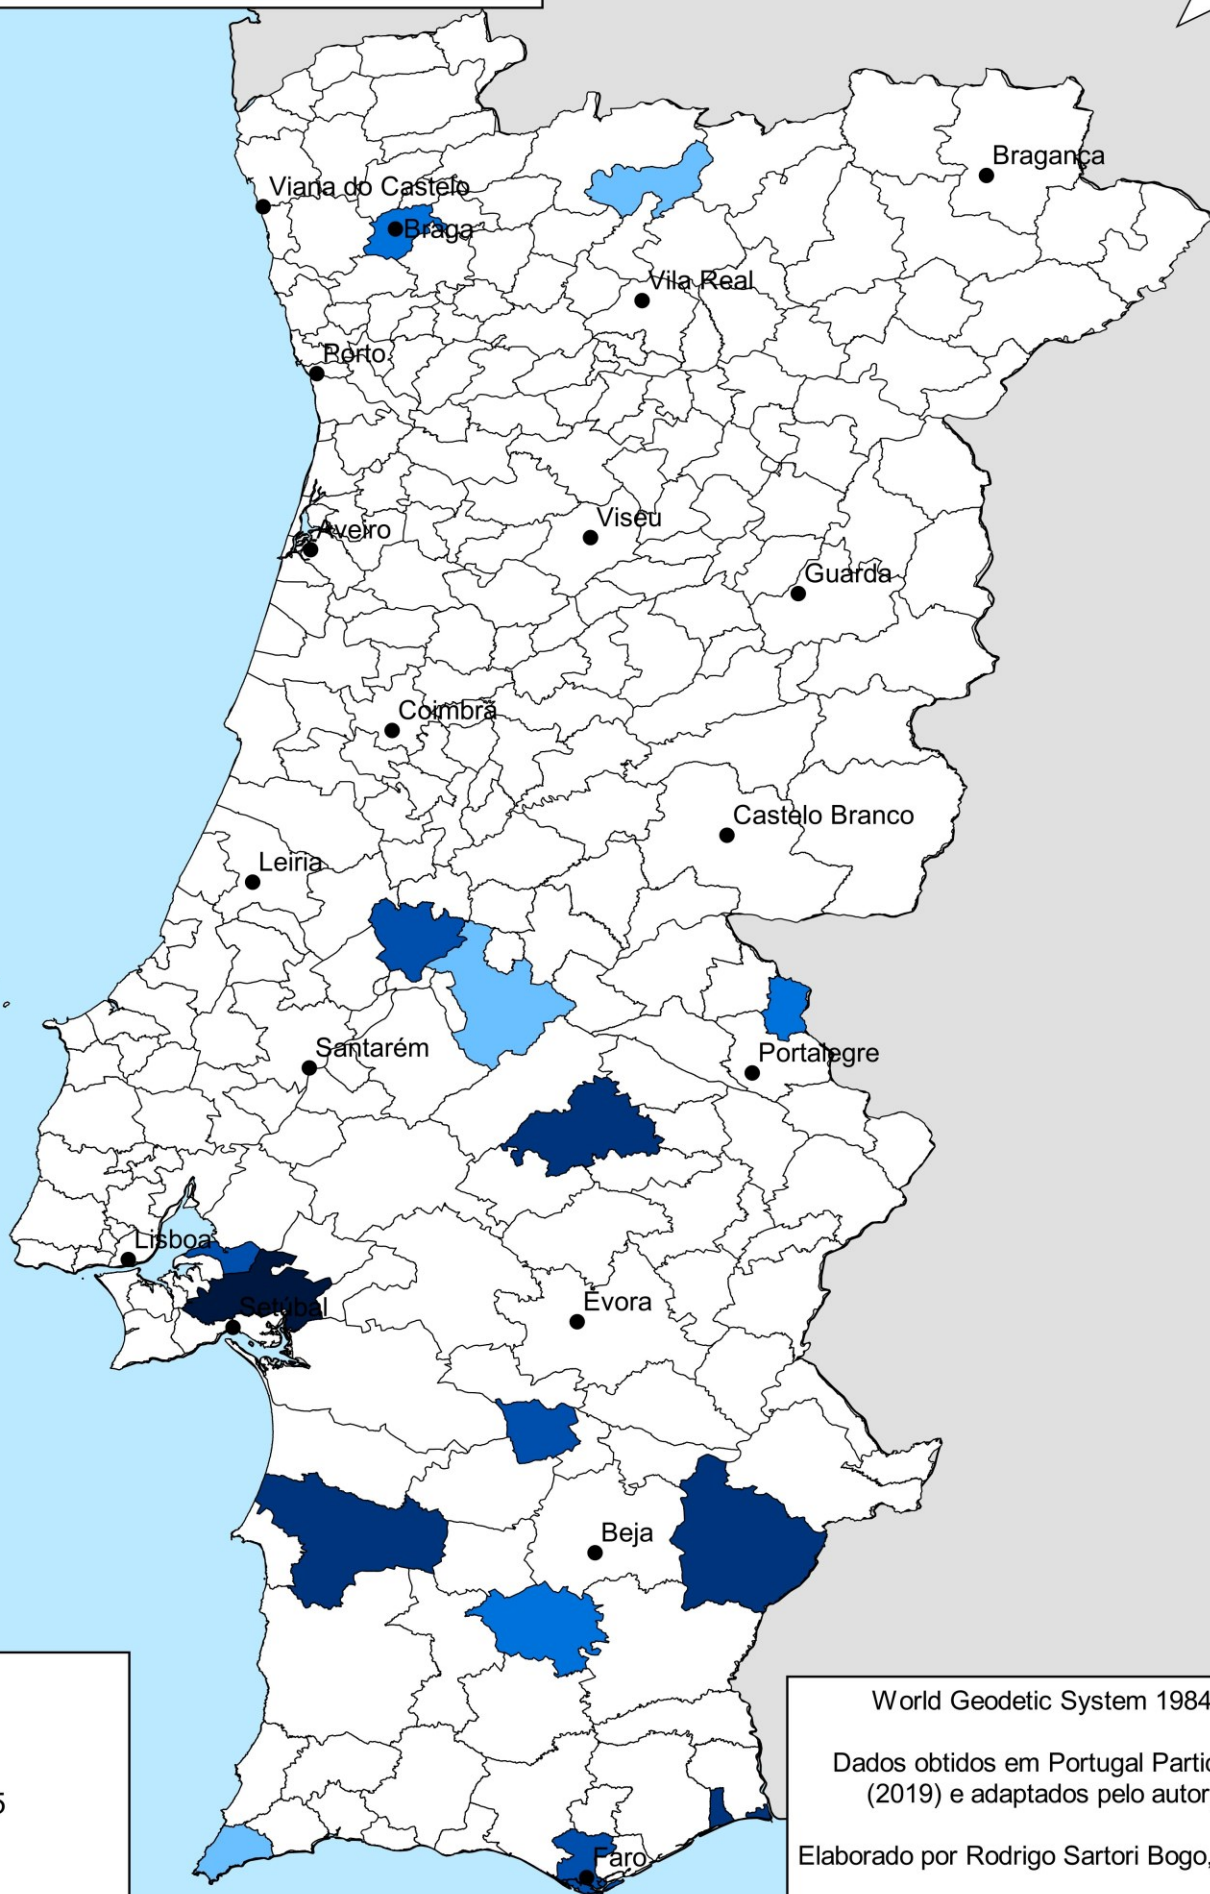 Bragança
Viana do Castelo
Braga
Vila Real
Porto
Viseu
Aveiro
Guarda
Coimbra
Castelo Branco
Leiria
Santarém
Portalegre
Lisboa
Setúbal
Évora
Beja
World Geodetic System 1984
5
Dados obtidos em Portugal Partic
(2019) e adaptados pelo autor
Elaborado por Rodrigo Sartori Bogo,
Faro